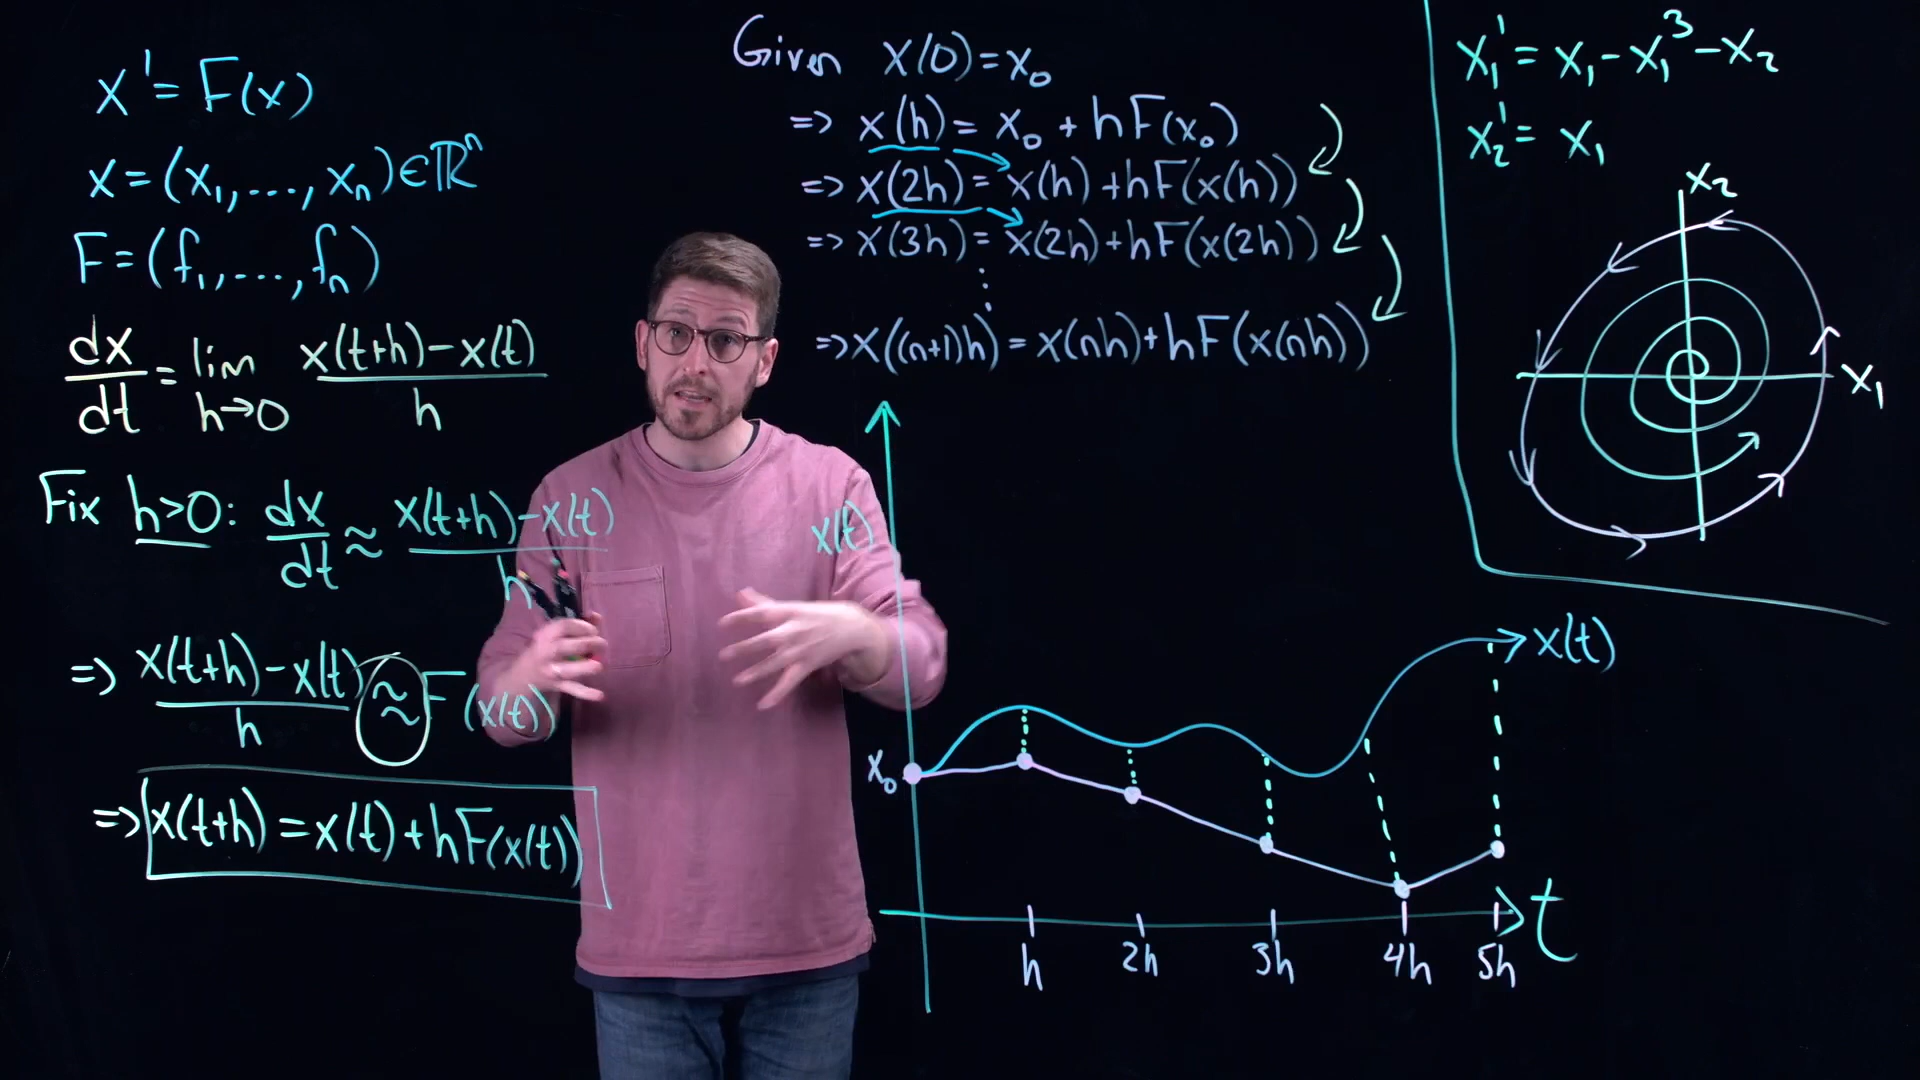 x' = F(x)
x = (x₁, ..., xₙ) ∈ ℝⁿ
F = (f₁, ..., fₙ)
dx/dt = lim h→0 (x(t+h) - x(t))/h
Fix h>0: dx/dt ≈ (x(t+h) - x(t))/h
=> (x(t+h) - x(t))/h ≈ F(x(t))
=> x(t+h) = x(t) + hF(x(t))
Given x(0) = x₀
=> x(h) = x₀ + hF(x₀)
=> x(2h) = x(h) + hF(x(h))
=> x(3h) = x(2h) + hF(x(2h))
⋮
=> x((n+1)h) = x(nh) + hF(x(nh))
x(t)
x(t)
x₀
h 2h 3h 4h 5h
t
x₁' = x₁ - x₁³ - x₂
x₂' = x₁
x₂
x₁